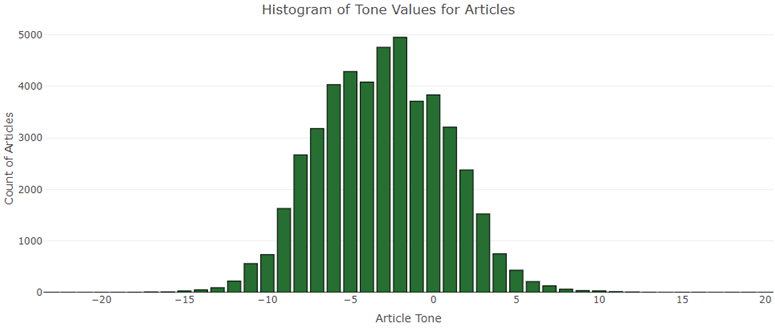 Histogram of Tone Values for Articles
5000
4000
3000
2000
1000
0
Count of Articles
−20 −15 −10 −5 0 5 10 15 20
Article Tone